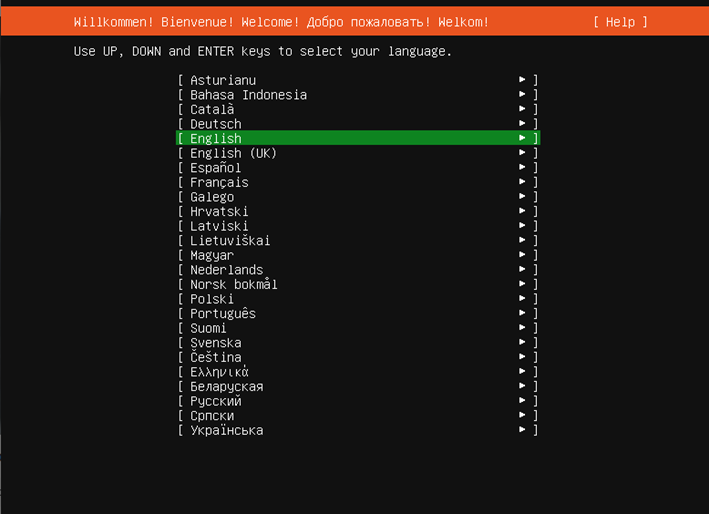 Willkommen! Bienvenue! Welcome! Добро пожаловать! Welkom! [ Help ]
Use UP, DOWN and ENTER keys to select your language.
[ Asturianu ► ]
[ Bahasa Indonesia ► ]
[ Català ► ]
[ Deutsch ► ]
[ English ► ]
[ English (UK) ► ]
[ Español ► ]
[ Français ► ]
[ Galego ► ]
[ Hrvatski ► ]
[ Latviski ► ]
[ Lietuviškai ► ]
[ Magyar ► ]
[ Nederlands ► ]
[ Norsk bokmål ► ]
[ Polski ► ]
[ Português ► ]
[ Suomi ► ]
[ Svenska ► ]
[ Čeština ► ]
[ Ελληνικά ► ]
[ Беларуская ► ]
[ Русский ► ]
[ Српски ► ]
[ Українська ► ]